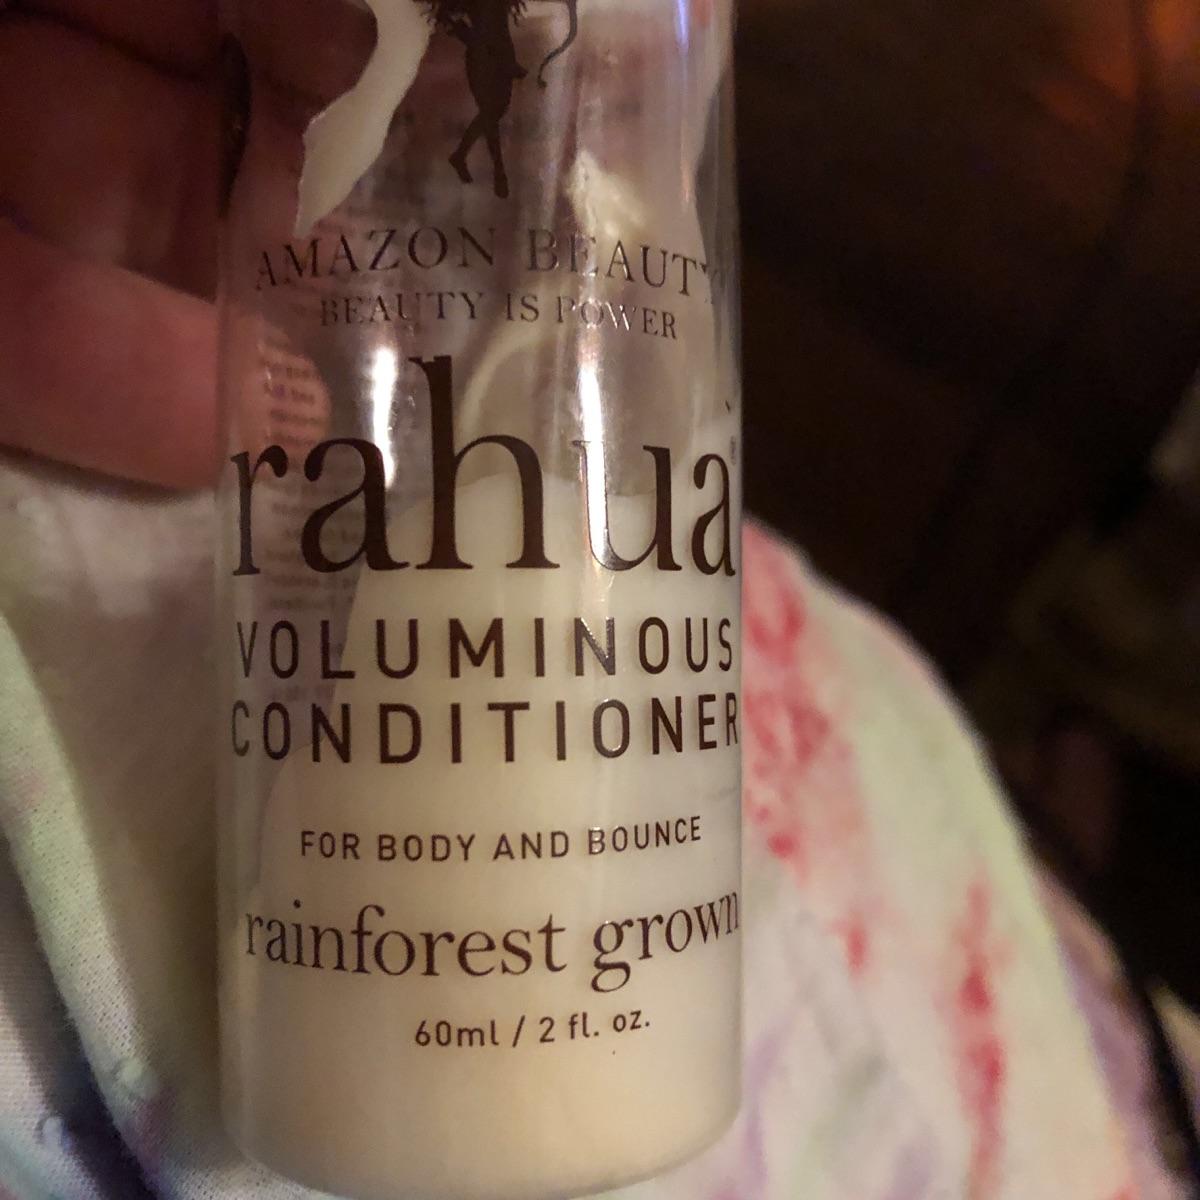 AMAZON BEAUTY
BEAUTY IS POWER
rahua®
VOLUMINOUS
CONDITIONER
FOR BODY AND BOUNCE
rainforest grown
60ml / 2 fl. oz.